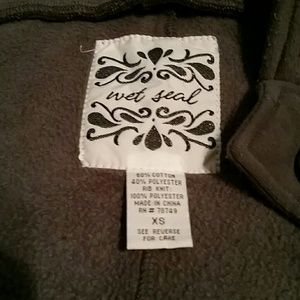 wet seal
60% COTTON
40% POLYESTER
RIB KNIT:
100% POLYESTER
MADE IN CHINA
RN# 78749
XS
SEE REVERSE
FOR CARE